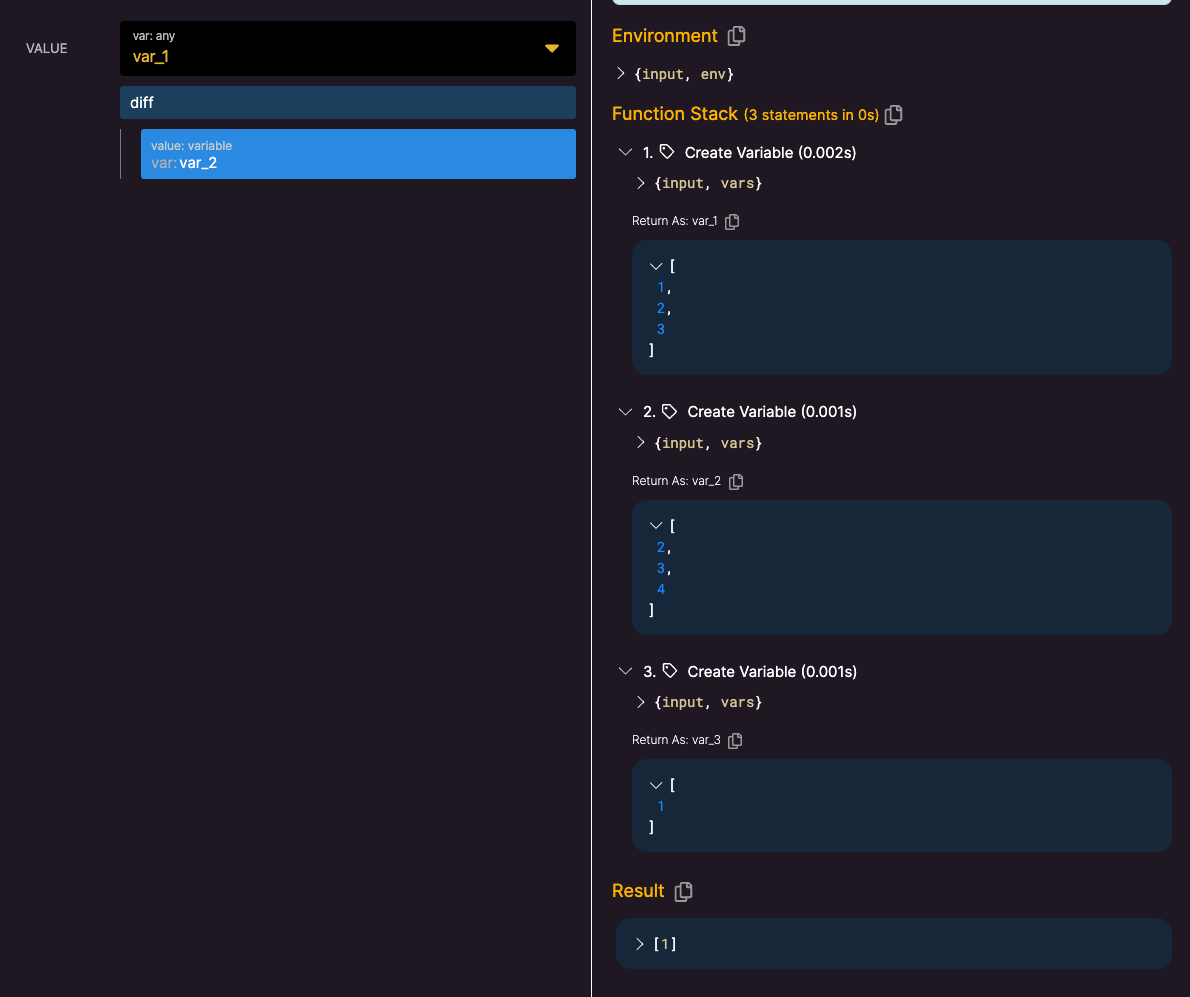 VALUE
var: any
var_1
diff
value: variable
var: var_2
Environment
{input, env}
Function Stack (3 statements in 0s)
1. Create Variable (0.002s)
{input, vars}
Return As: var_1
[
1,
2,
3
]
2. Create Variable (0.001s)
{input, vars}
Return As: var_2
[
2,
3,
4
]
3. Create Variable (0.001s)
{input, vars}
Return As: var_3
[
1
]
Result
[1]